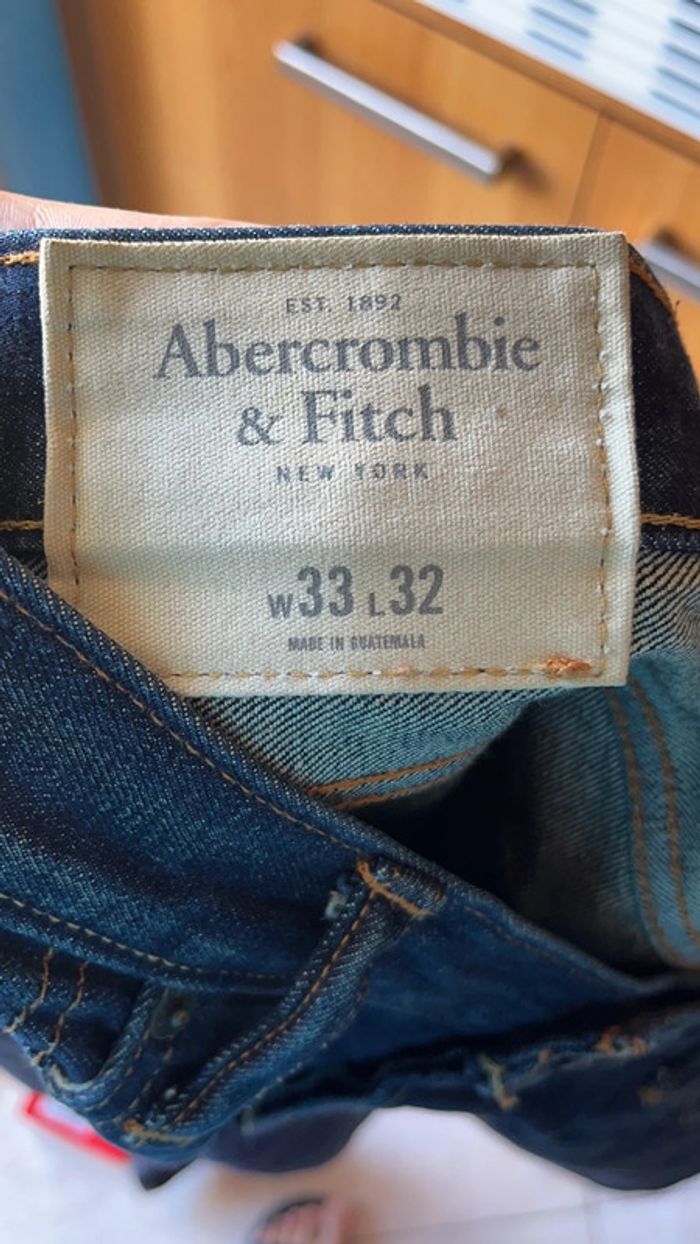 EST. 1892
Abercrombie
& Fitch
NEW YORK
W33 L32
MADE IN GUATEMALA